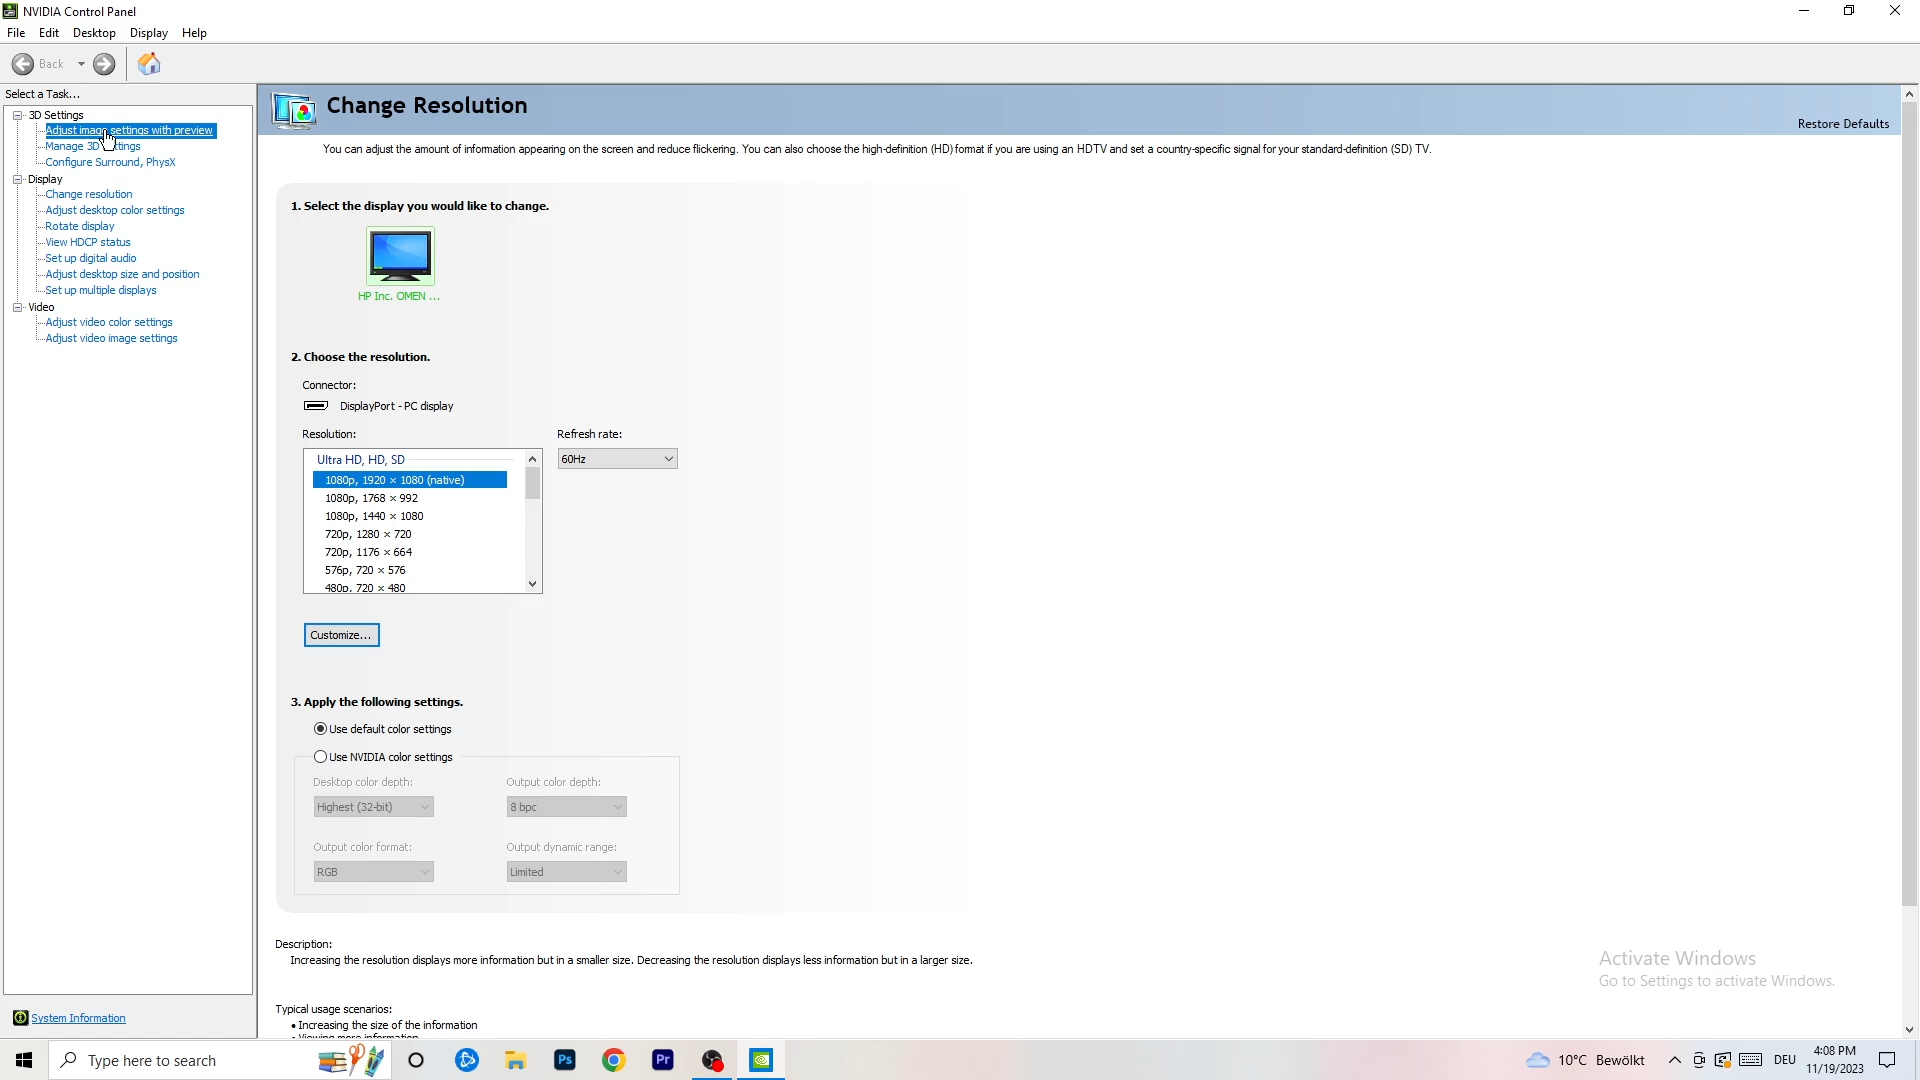 NVIDIA Control Panel
File Edit Desktop Display Help
Back
Select a Task...
3D Settings
Adjust image settings with preview
Manage 3D
Configure Surround, PhysX
Display
Change resolution
Adjust desktop color settings
Rotate display
View HDCP status
Set up digital audio
Adjust desktop size and position
Set up multiple displays
Video
Adjust video color settings
Adjust video image settings
System Information
Change Resolution
Restore Defaults
You can adjust the amount of information appearing on the screen and reduce flickering. You can also choose the high-definition (HD) format if you are using an HDTV and set a country-specific signal for your standard-definition (SD) TV.
1. Select the display you would like to change.
HP Inc. OMEN ...
2. Choose the resolution.
Connector:
DisplayPort - PC display
Resolution:
Refresh rate:
Ultra HD, HD, SD
60Hz
1080p, 1920 × 1080 (native)
1080p, 1768 × 992
1080p, 1440 × 1080
720p, 1280 × 720
720p, 1176 × 664
576p, 720 × 576
480p, 720 × 480
Customize...
3. Apply the following settings.
Use default color settings
Use NVIDIA color settings
Desktop color depth:
Output color depth:
Highest (32-bit)
8 bpc
Output color format:
Output dynamic range:
RGB
Limited
Description:
Increasing the resolution displays more information but in a smaller size. Decreasing the resolution displays less information but in a larger size.
Typical usage scenarios:
• Increasing the size of the information
• Viewing more information
Activate Windows
Go to Settings to activate Windows.
Type here to search
Ps
Pr
10°C Bewölkt
DEU
4:08 PM
11/19/2023